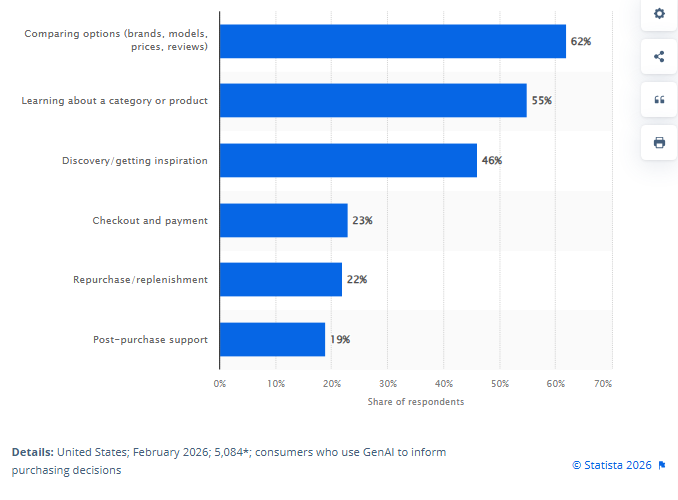 Comparing options (brands, models,
prices, reviews)
62%
Learning about a category or product
55%
Discovery/getting inspiration
46%
Checkout and payment
23%
Repurchase/replenishment
22%
Post-purchase support
19%
0% 10% 20% 30% 40% 50% 60% 70%
Share of respondents
Details: United States; February 2026; 5,084*; consumers who use GenAI to inform
purchasing decisions
© Statista 2026